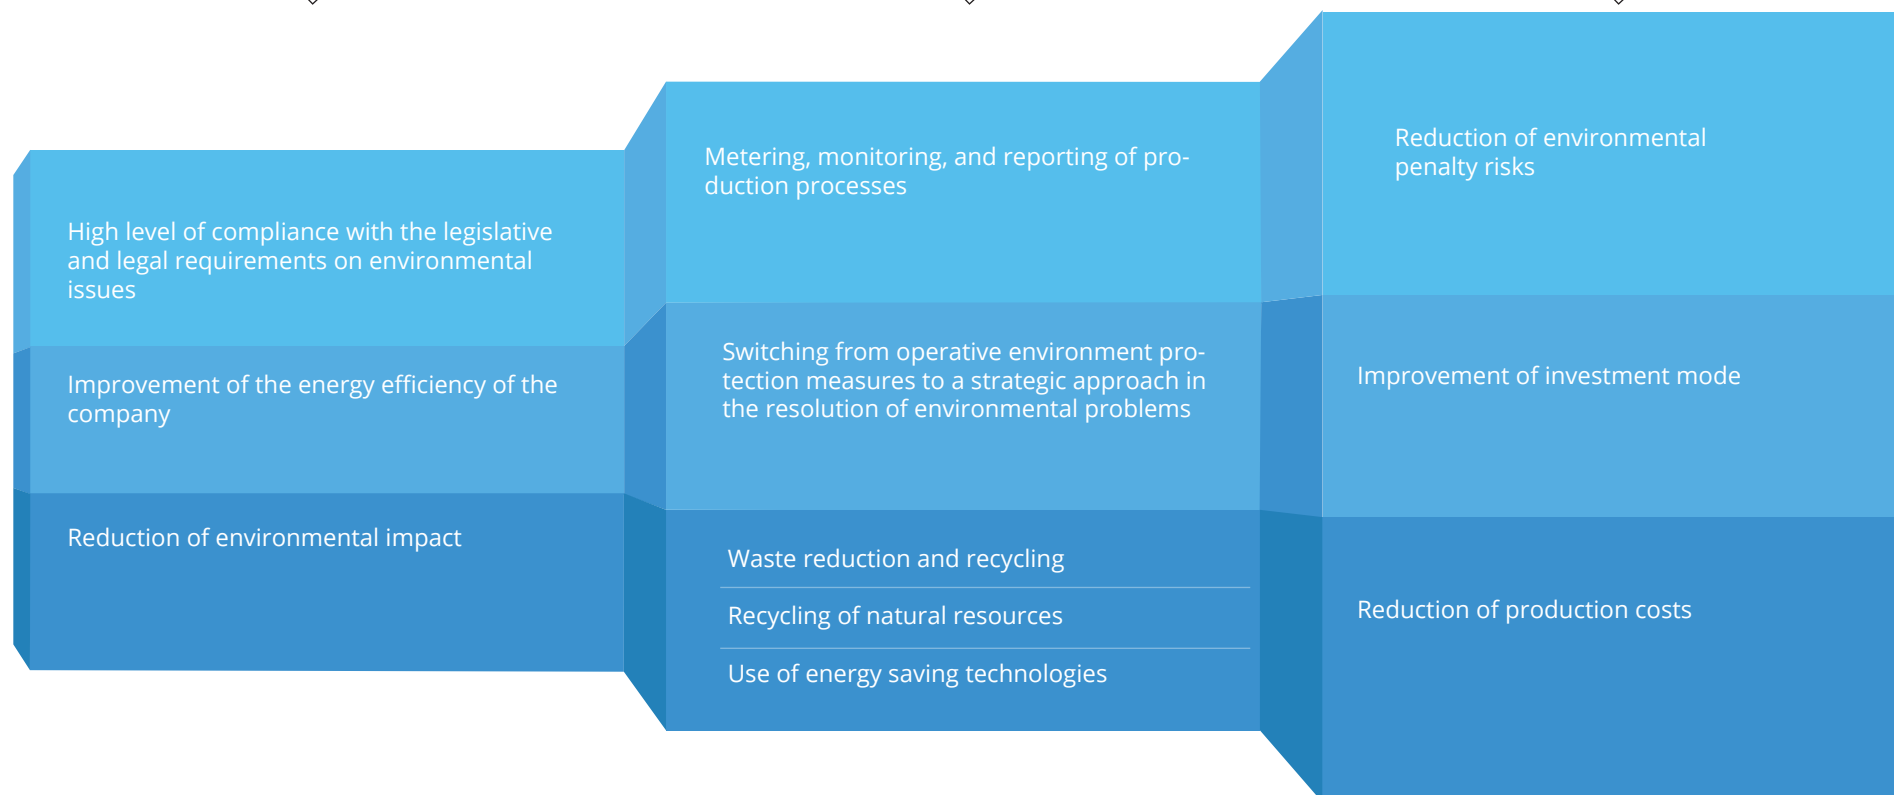 High level of compliance with the legislative
and legal requirements on environmental
issues
Improvement of the energy efficiency of the
company
Reduction of environmental impact
Metering, monitoring, and reporting of pro-
duction processes
Switching from operative environment pro-
tection measures to a strategic approach in
the resolution of environmental problems
Waste reduction and recycling
Recycling of natural resources
Use of energy saving technologies
Reduction of environmental
penalty risks
Improvement of investment mode
Reduction of production costs